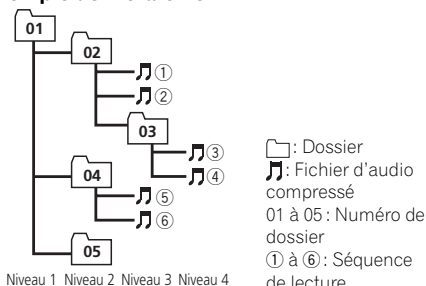 01
02
①
②
03
③
④
04
⑤
⑥
05
Niveau 1 Niveau 2 Niveau 3 Niveau 4
: Dossier
: Fichier d'audio
compressé
01 à 05 : Numéro de
dossier
① à ⑥ : Séquence
de lecture